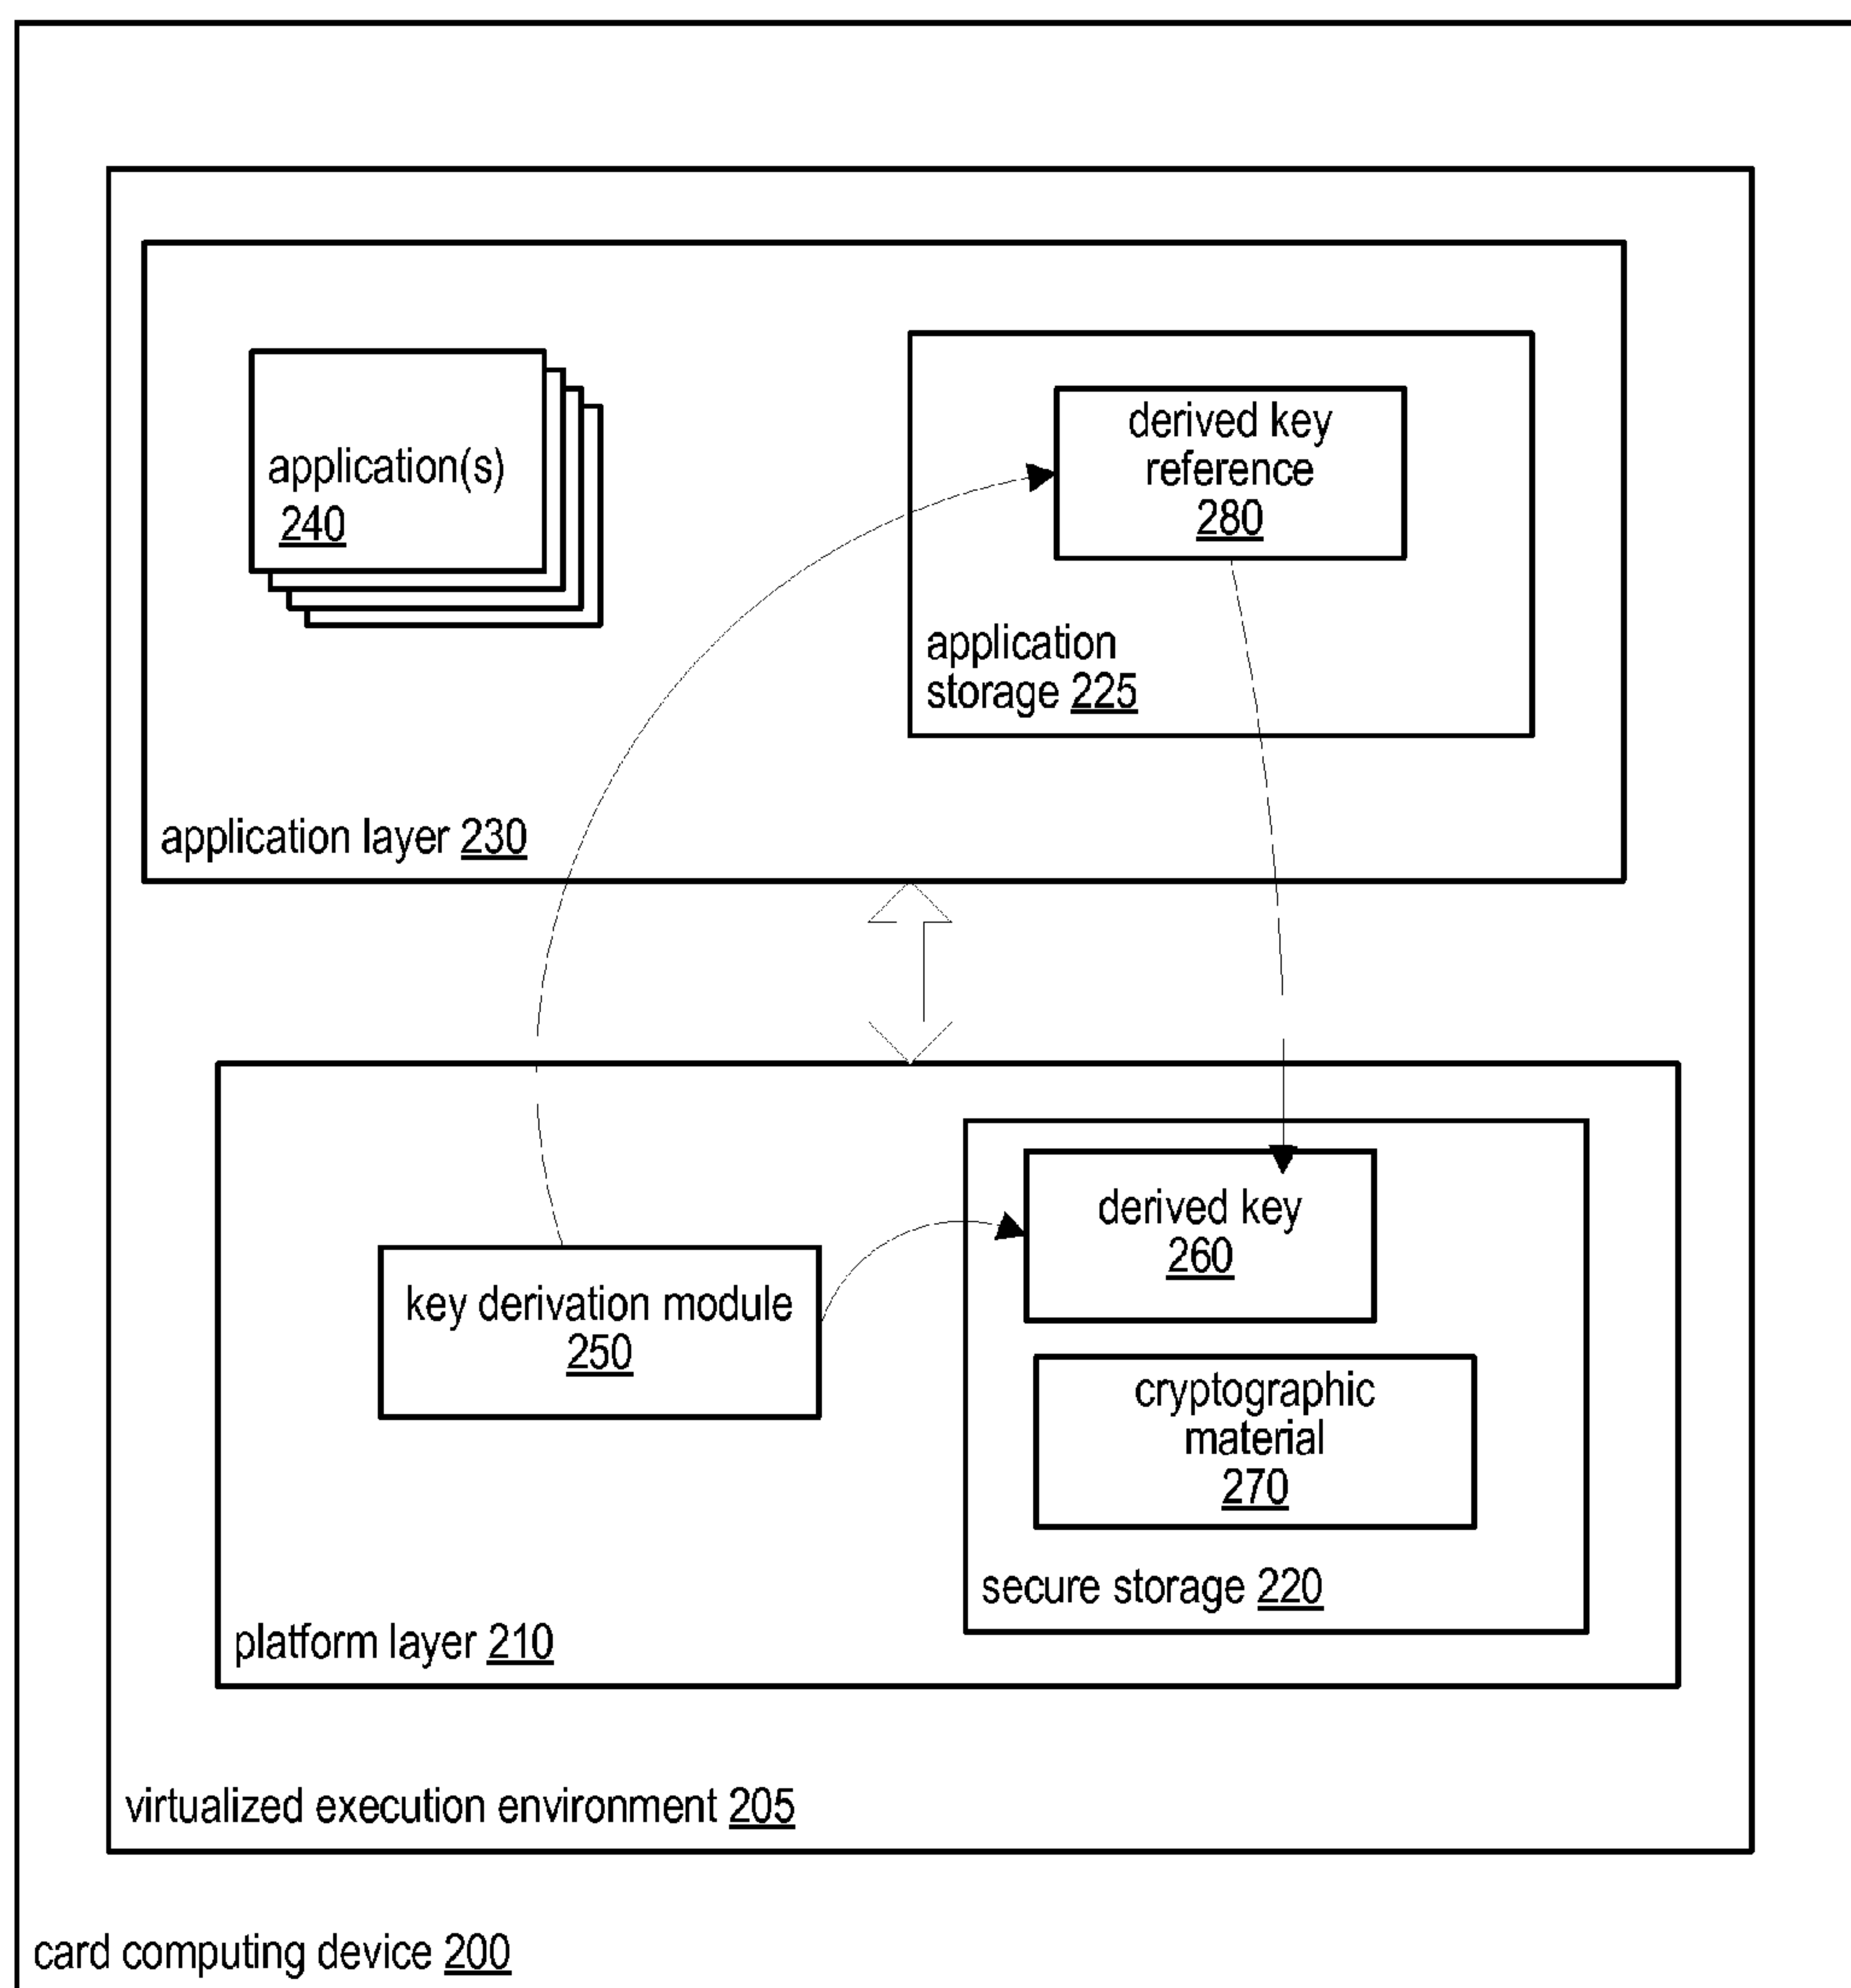 application(s)
240
derived key
reference
280
application
storage 225
application layer 230
derived key
260
key derivation module
250
cryptographic
material
270
secure storage 220
platform layer 210
virtualized execution environment 205
card computing device 200